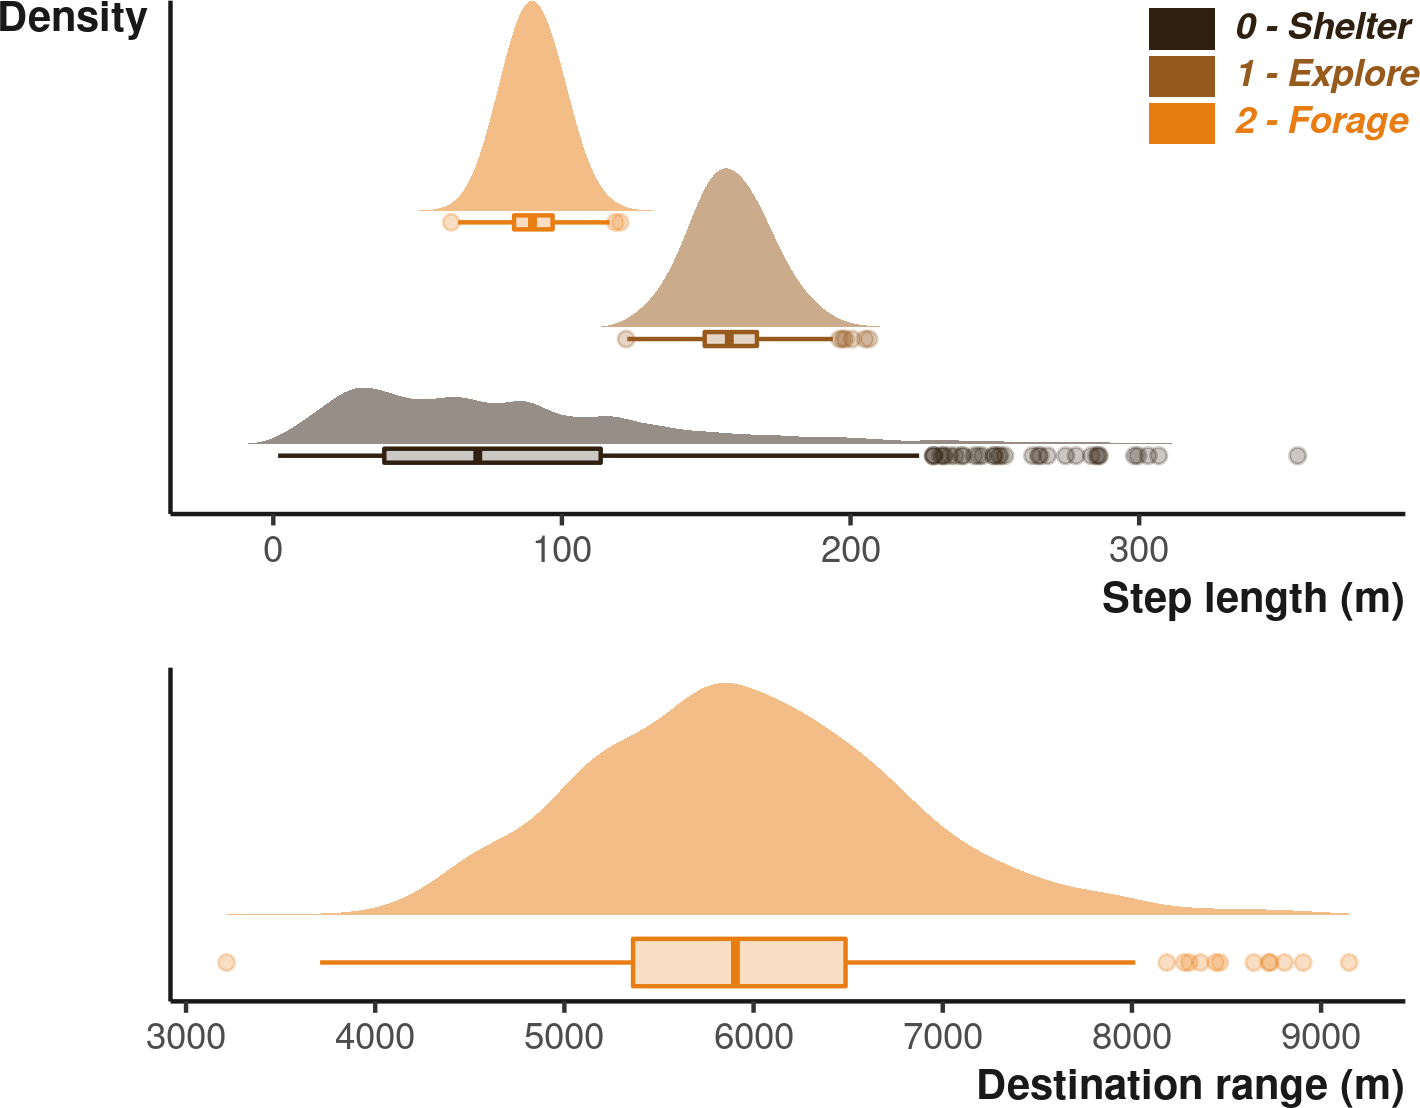 Density
0 - Shelter
1 - Explore
2 - Forage
0 100 200 300
Step length (m)
3000 4000 5000 6000 7000 8000 9000
Destination range (m)